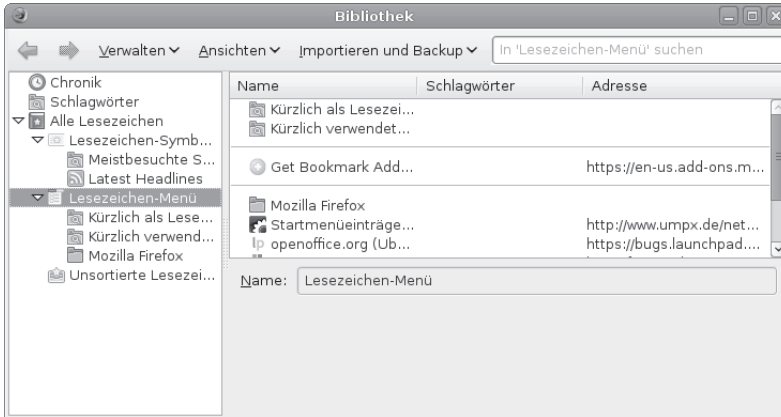 Bibliothek
Verwalten Ansichten Importieren und Backup In 'Lesezeichen-Menü' suchen
Chronik
Schlagwörter
Alle Lesezeichen
Lesezeichen-Symb...
Meistbesuchte S...
Latest Headlines
Lesezeichen-Menü
Kürzlich als Lese...
Kürzlich verwend...
Mozilla Firefox
Unsortierte Lesezei...
Name Schlagwörter Adresse
Kürzlich als Lesezei...
Kürzlich verwendet...
Get Bookmark Add... https://en-us.add-ons.m...
Mozilla Firefox
Startmenüeinträge... http://www.umpx.de/net...
openoffice.org (Ub... https://bugs.launchpad....
Name: Lesezeichen-Menü